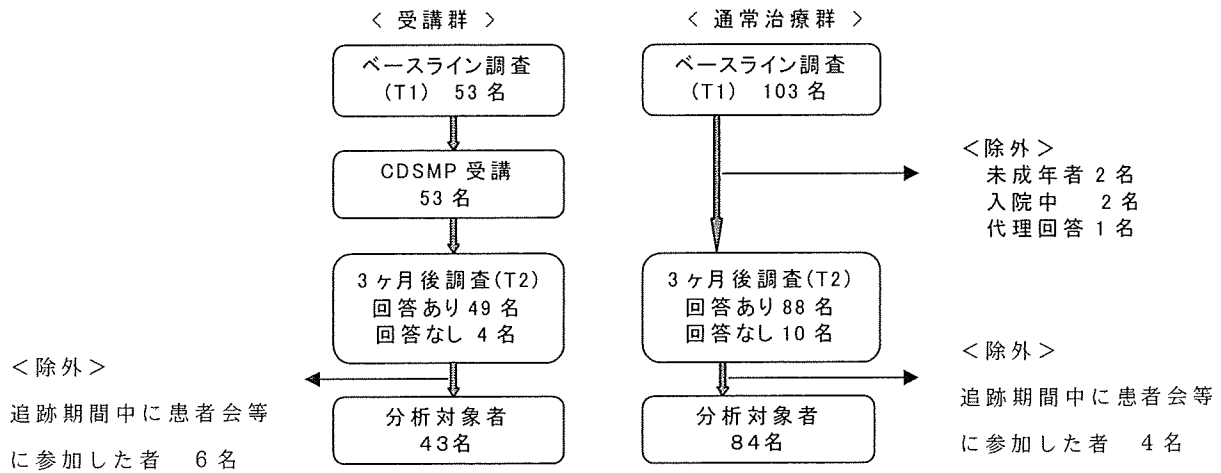 < 受講群 >
ベースライン調査
(T1) 53 名
CDSMP 受講
53 名
3 ヶ月後調査(T2)
回答あり 49 名
回答なし 4 名
<除外>
追跡期間中に患者会等
に参加した者 6 名
分析対象者
43名
< 通常治療群 >
ベースライン調査
(T1) 103 名
<除外>
未成年者 2 名
入院中 2 名
代理回答 1 名
3 ヶ月後調査(T2)
回答あり 88 名
回答なし 10 名
<除外>
追跡期間中に患者会等
に参加した者 4 名
分析対象者
84名